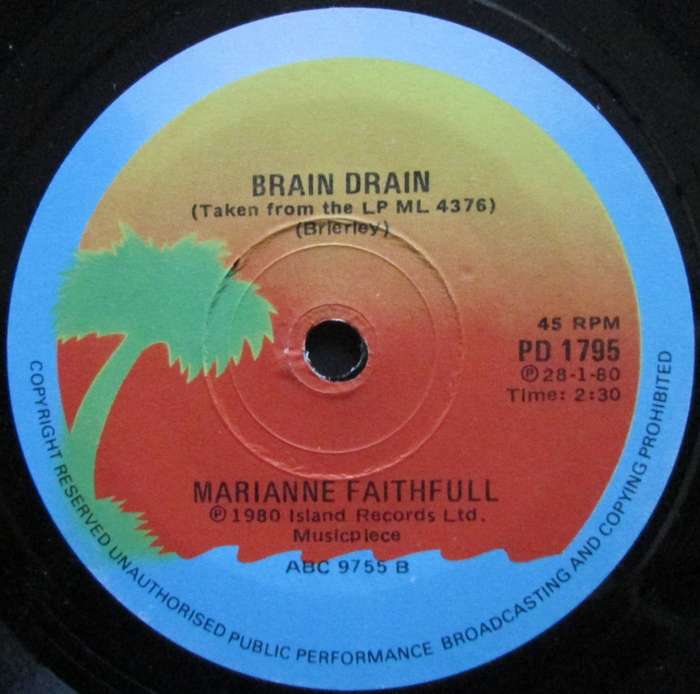 BRAIN DRAIN
(Taken from the LP ML 4376)
(Brierley)
45 RPM
PD 1795
℗28-1-80
Time: 2:30
MARIANNE FAITHFULL
℗1980 Island Records Ltd.
Musicpiece
ABC 9755 B
COPYRIGHT RESERVED UNAUTHORISED PUBLIC PERFORMANCE BROADCASTING AND COPYING PROHIBITED